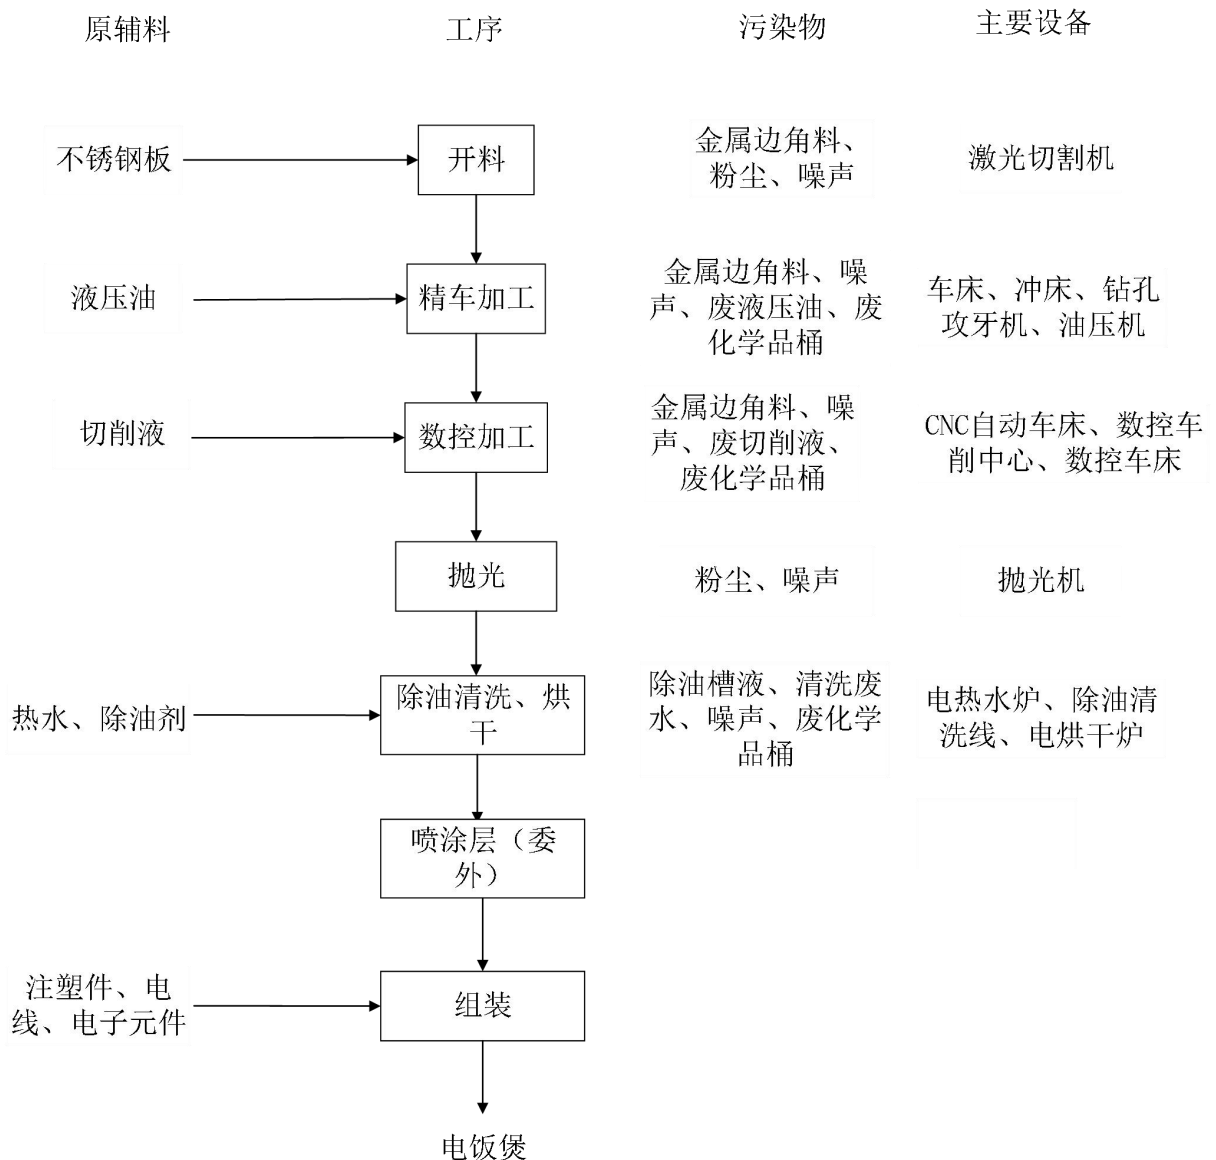 原辅料 工序 污染物 主要设备
不锈钢板
开料
金属边角料、
粉尘、噪声
激光切割机
液压油
精车加工
金属边角料、噪
声、废液压油、废
化学品桶
车床、冲床、钻孔
攻牙机、油压机
切削液
数控加工
金属边角料、噪
声、废切削液、
废化学品桶
CNC自动车床、数控车
削中心、数控车床
抛光
粉尘、噪声
抛光机
热水、除油剂
除油清洗、烘
干
除油槽液、清洗废
水、噪声、废化学
品桶
电热水炉、除油清
洗线、电烘干炉
喷涂层（委
外）
注塑件、电
线、电子元件
组装
电饭煲